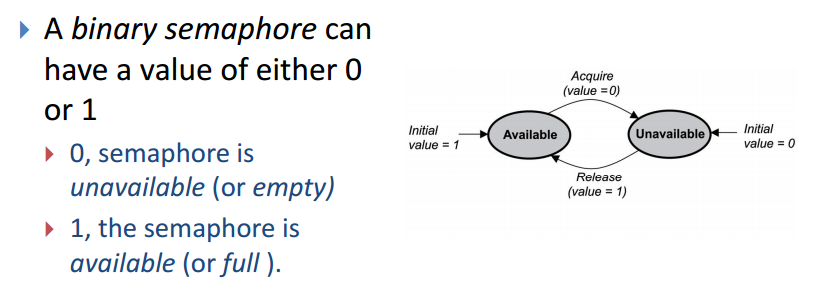 A binary semaphore can
have a value of either 0
or 1
0, semaphore is
unavailable (or empty)
1, the semaphore is
available (or full ).
Acquire
(value =0)
Initial
value = 1
Available
Unavailable
Initial
value = 0
Release
(value = 1)